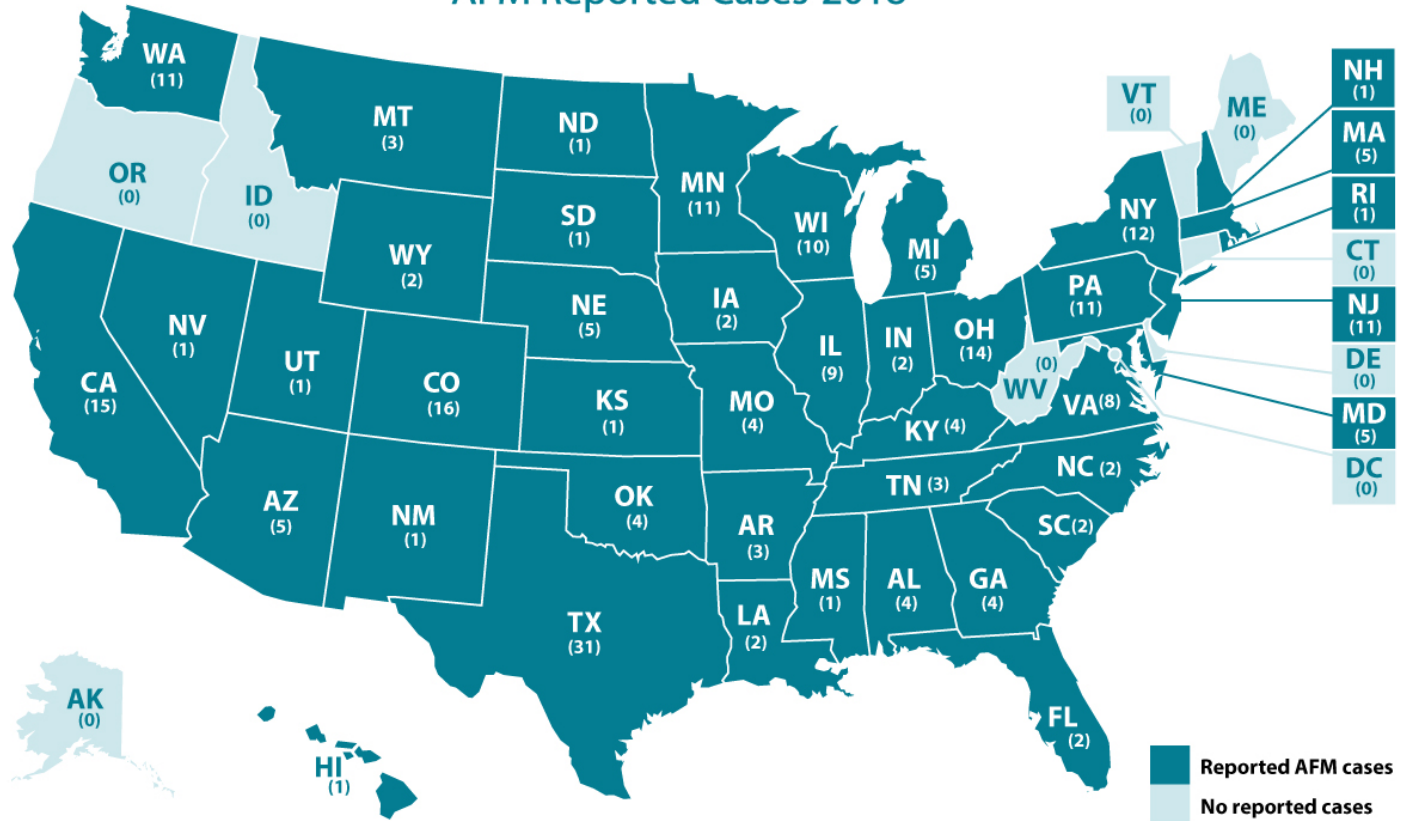 AFM Reported Cases 2018
WA
(11)
MT
(3)
ND
(1)
MN
(11)
OR
(0)
ID
(0)
SD
(1)
WI
(10)
MI
(5)
NY
(12)
VT
(0)
ME
(0)
NH
(1)
MA
(5)
RI
(1)
CT
(0)
NJ
(11)
DE
(0)
MD
(5)
DC
(0)
WY
(2)
NE
(5)
IA
(2)
PA
(11)
NV
(1)
UT
(1)
CO
(16)
IL
(9)
IN
(2)
OH
(14)
(0)
WV
CA
(15)
KS
(1)
MO
(4)
KY (4)
VA(8)
AZ
(5)
NM
(1)
OK
(4)
AR
(3)
TN (3)
NC (2)
SC(2)
MS
(1)
AL
(4)
GA
(4)
TX
(31)
LA
(2)
FL
(2)
AK
(0)
HI
(1)
Reported AFM cases
No reported cases